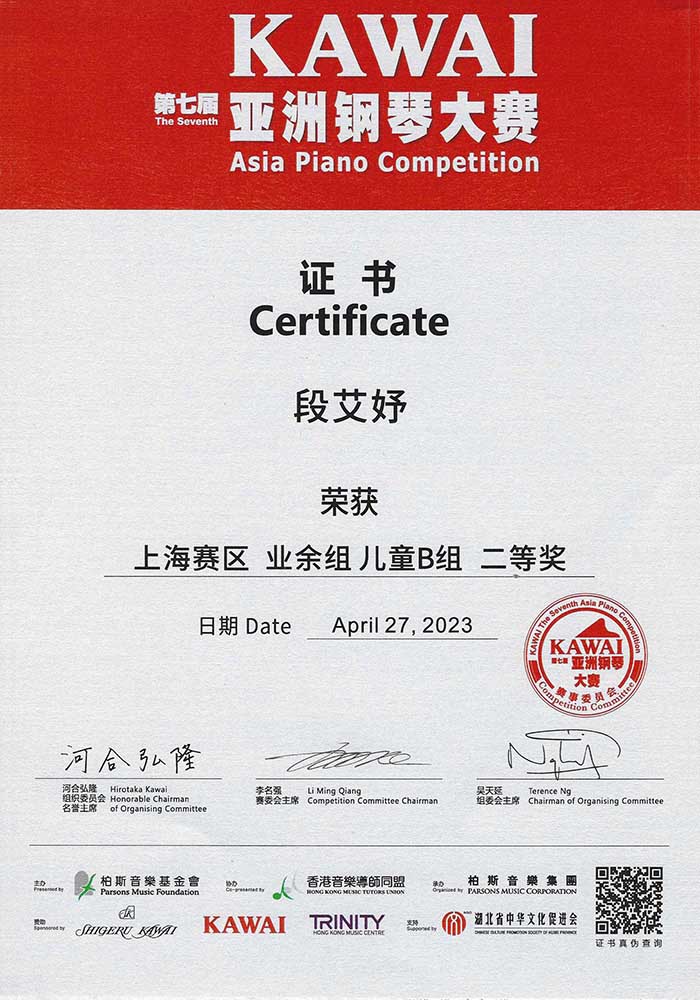 KAWAI
第七届
The Seventh
亚洲钢琴大赛
Asia Piano Competition
证 书
Certificate
段艾妤
荣获
上海赛区 业余组 儿童B组 二等奖
日期 Date April 27, 2023
KAWAI The Seventh Asia Piano Competition
KAWAI
第七届 亚洲钢琴
大赛
赛事委员会
Competition Committee
河合弘隆
Ng
河合弘隆 Hirotaka Kawai
组织委员会 Honorable Chairman
名誉主席 of Organising Committee
李名强 Li Ming Qiang
赛委会主席 Competition Committee Chairman
吴天延 Terence Ng
组委会主席 Chairman of Organising Committee
主办 柏斯音樂基金會
Presented by Parsons Music Foundation
协办 香港音樂導師同盟
Co-presented by HONG KONG MUSIC TUTORS UNION
承办 柏斯音樂集團
Organized by PARSONS MUSIC CORPORATION
赞助
Sponsored by SHIGERU KAWAI
KAWAI
TRINITY
HONG KONG MUSIC CENTRE
支持 湖北省中华文化促进会
Supported by CHINESE CULTURE PROMOTION SOCIETY OF HUBEI PROVINCE
证书真伪查询